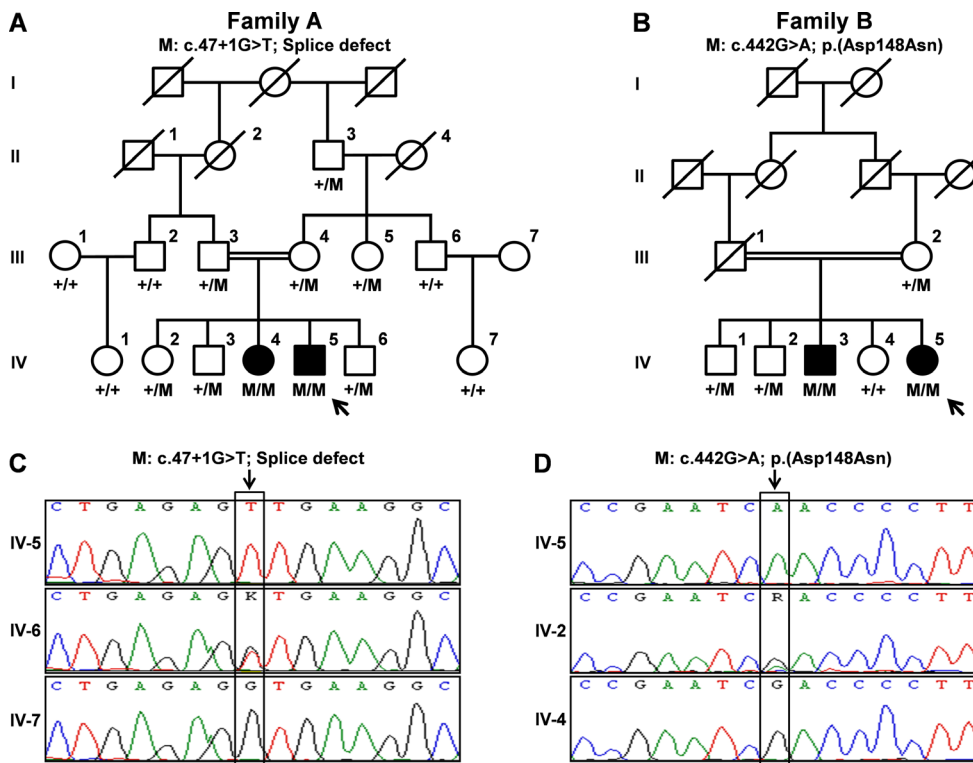 A Family A
M: c.47+1G>T; Splice defect
I
II
1 2 3 4
+/M
III
1 2 3 4 5 6 7
+/+ +/+ +/M +/M +/M +/+
IV
1 2 3 4 5 6 7
+/+ +/M +/M M/M M/M +/M +/+
B Family B
M: c.442G>A; p.(Asp148Asn)
I
II
III
1 2
+/M
IV
1 2 3 4 5
+/M +/M M/M +/+ M/M
C M: c.47+1G>T; Splice defect
IV-5
C T G A G A G T T G A A G G C
IV-6
C T G A G A G K T G A A G G C
IV-7
C T G A G A G G T G A A G G C
D M: c.442G>A; p.(Asp148Asn)
IV-5
C C G A A T C A A C C C C T T
IV-2
C C G A A T C R A C C C C T T
IV-4
C C G A A T C G A C C C C T T